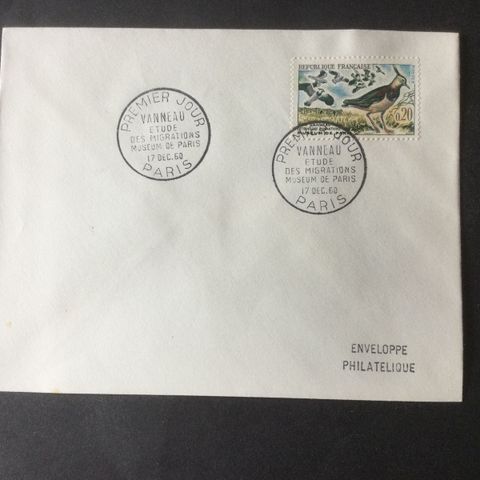 REPUBLIQUE FRANÇAISE
0,20
PREMIER JOUR
VANNEAU
ETUDE
DES MIGRATIONS
MUSEUM DE PARIS
17 DEC. 60
PARIS
PREMIER JOUR
VANNEAU
ETUDE
DES MIGRATIONS
MUSEUM DE PARIS
17 DEC. 60
PARIS
ENVELOPPE
PHILATELIQUE